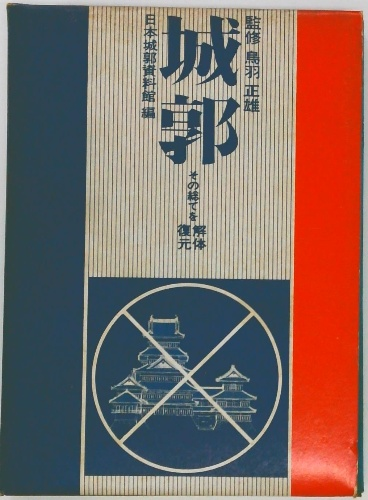 監修 鳥羽 正雄
城郭
その総てを 解体
復元
日本城郭資料館 編